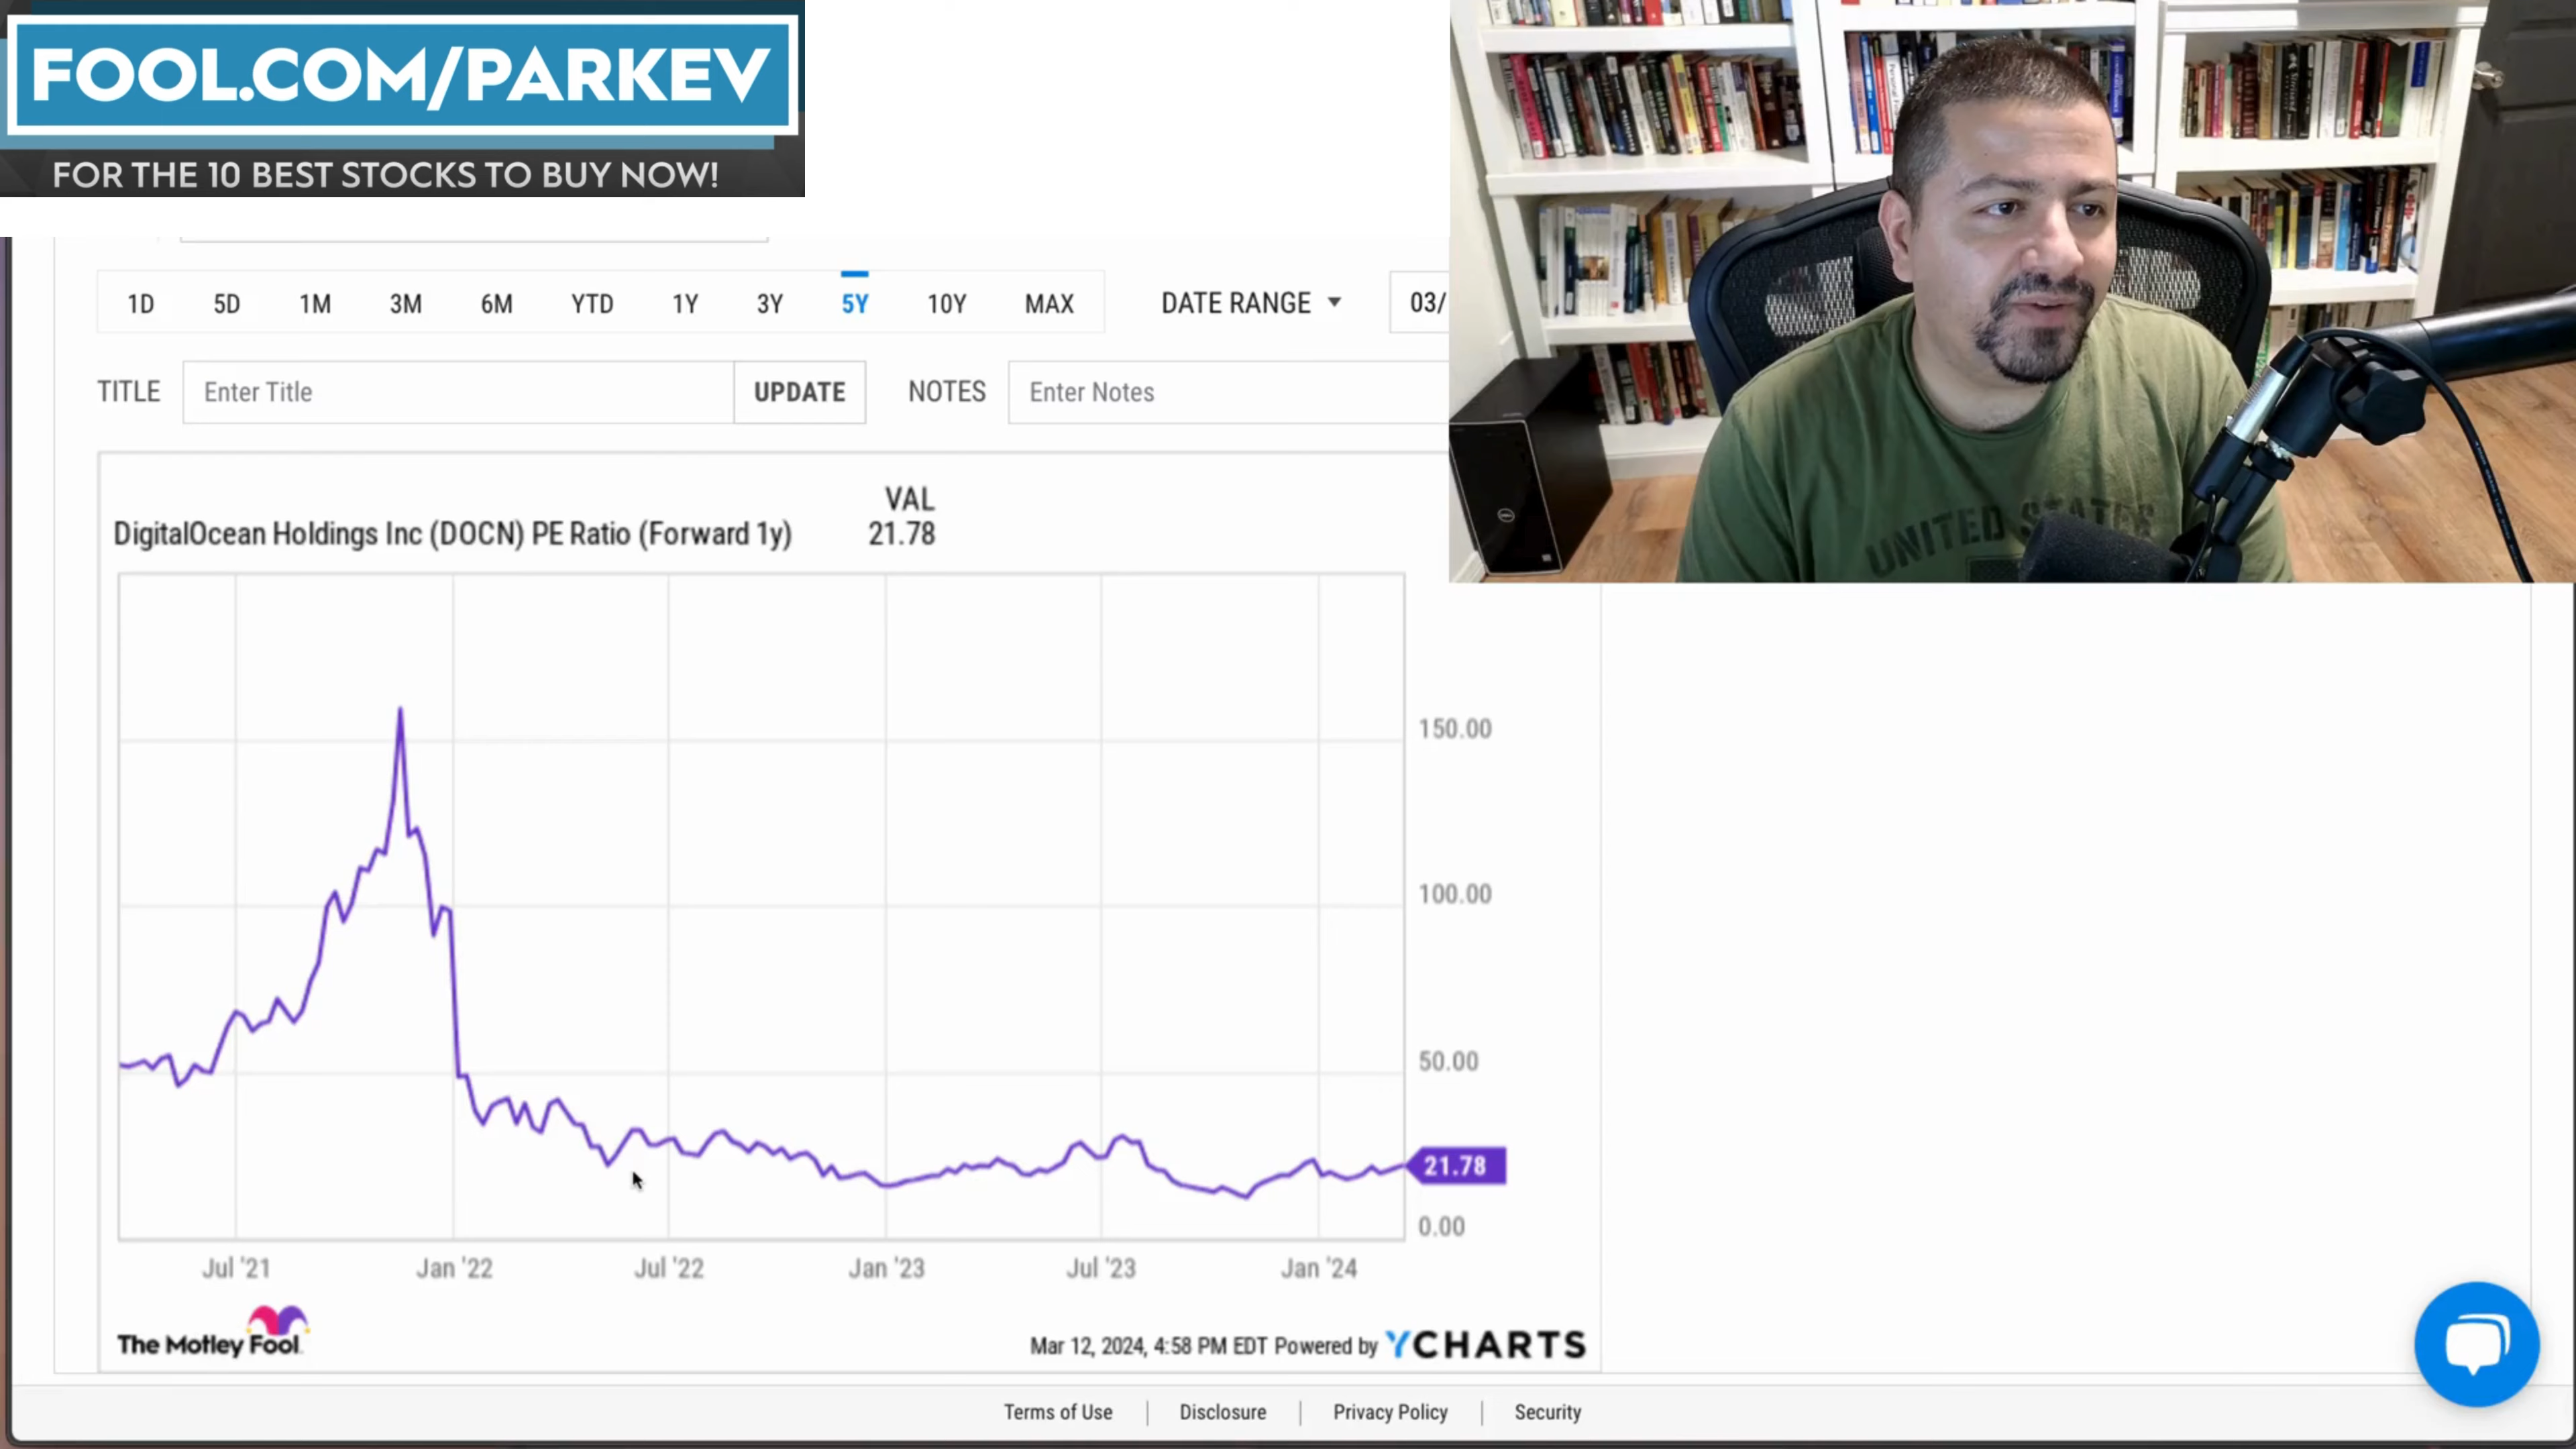 FOOL.COM/PARKEV
FOR THE 10 BEST STOCKS TO BUY NOW!
1D 5D 1M 3M 6M YTD 1Y 3Y 5Y 10Y MAX DATE RANGE 03/
TITLE Enter Title UPDATE NOTES Enter Notes
VAL
DigitalOcean Holdings Inc (DOCN) PE Ratio (Forward 1y) 21.78
150.00
100.00
50.00
21.78
0.00
Jul '21 Jan '22 Jul '22 Jan '23 Jul '23 Jan '24
The Motley Fool
Mar 12, 2024, 4:58 PM EDT Powered by YCHARTS
Terms of Use Disclosure Privacy Policy Security
UNITED STATES
DELL